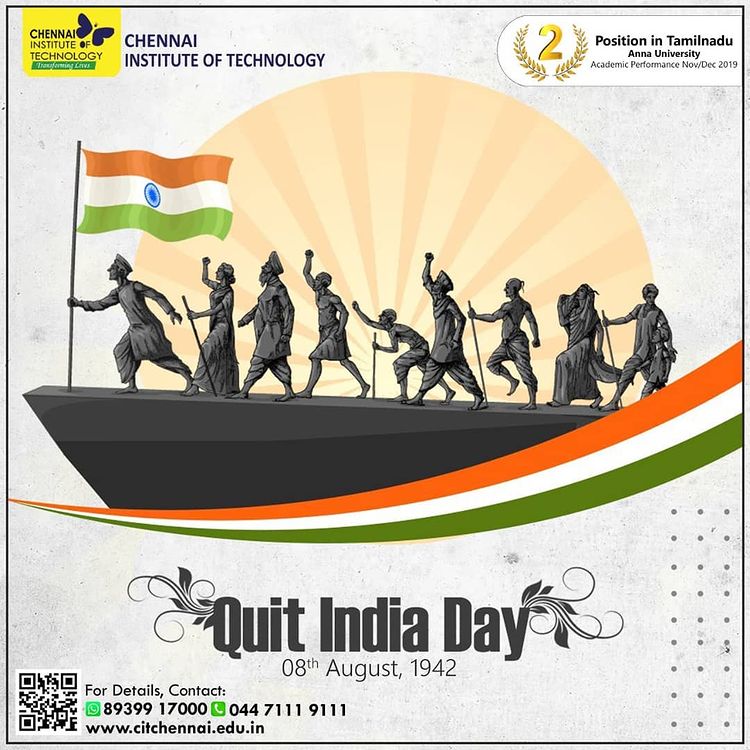 CHENNAI
INSTITUTE OF
TECHNOLOGY
Transforming Lives
CHENNAI
INSTITUTE OF TECHNOLOGY
2
Position in Tamilnadu
Anna University
Academic Performance Nov/Dec 2019
Quit India Day
08th August, 1942
For Details, Contact:
89399 17000 044 7111 9111
www.citchennai.edu.in